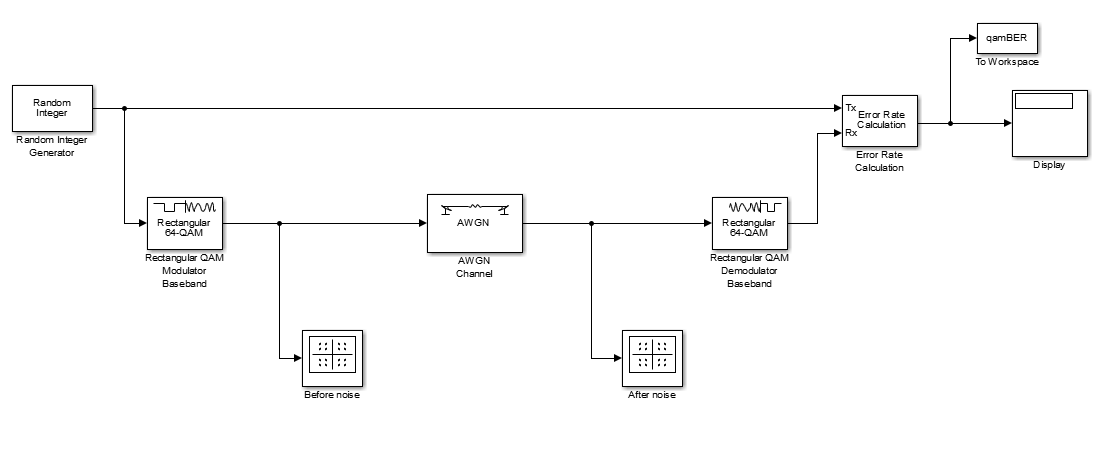 qamBER
To Workspace
Random
Integer
Random Integer
Generator
Tx
Rx
Error Rate
Calculation
Error Rate
Calculation
Display
Rectangular
64-QAM
Rectangular QAM
Modulator
Baseband
AWGN
AWGN
Channel
Rectangular
64-QAM
Rectangular QAM
Demodulator
Baseband
Before noise
After noise